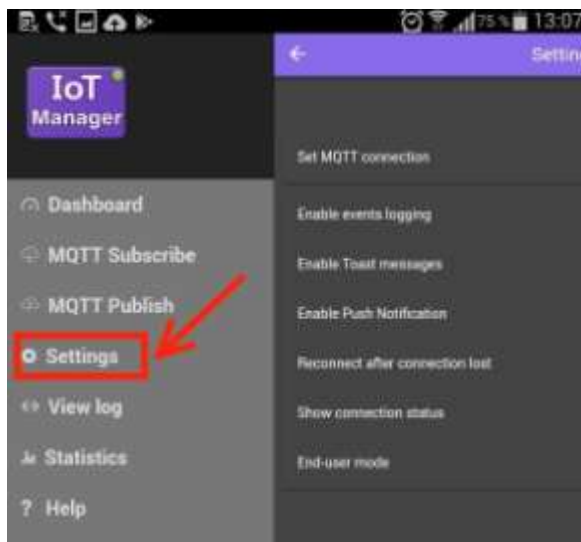 75% 13:07
IoT
Manager
Dashboard
MQTT Subscribe
MQTT Publish
Settings
View log
Statistics
? Help
Settin
Set MQTT connection
Enable events logging
Enable Toast messages
Enable Push Notification
Reconnect after connection lost
Show connection status
End-user mode